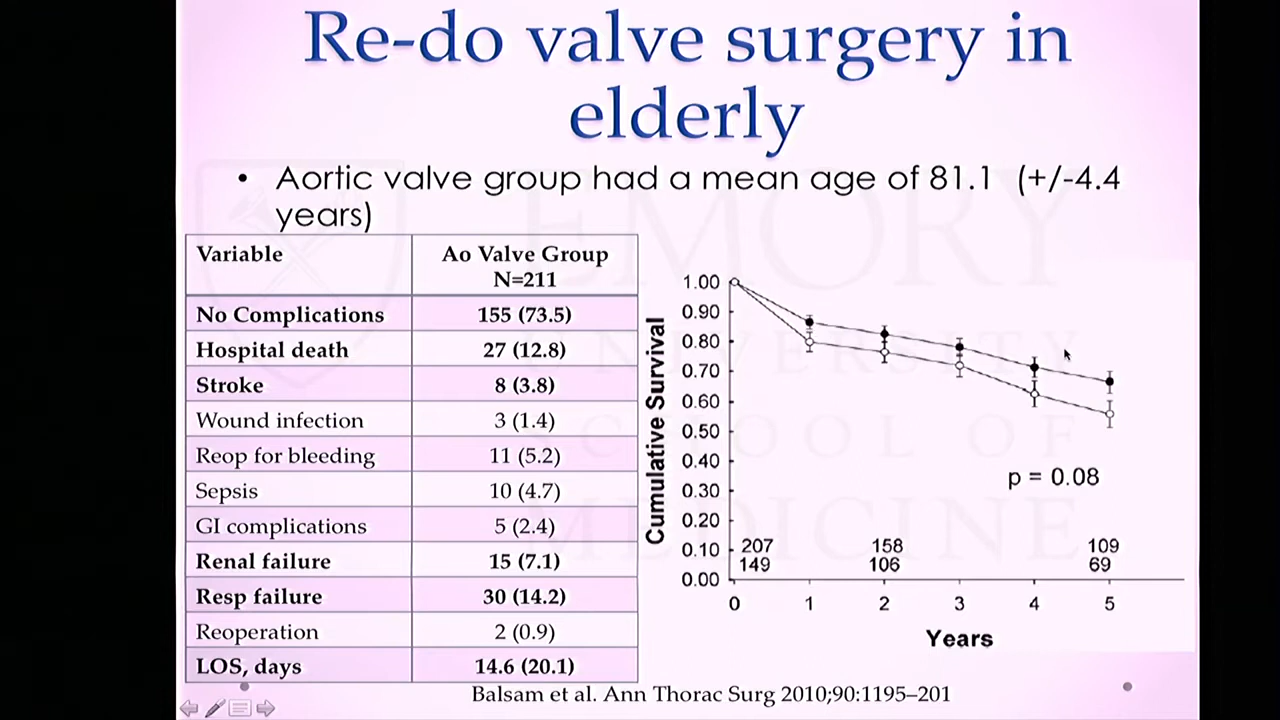 Re-do valve surgery in
elderly
• Aortic valve group had a mean age of 81.1 (+/-4.4
years)
Variable Ao Valve Group
N=211
No Complications 155 (73.5)
Hospital death 27 (12.8)
Stroke 8 (3.8)
Wound infection 3 (1.4)
Reop for bleeding 11 (5.2)
Sepsis 10 (4.7)
GI complications 5 (2.4)
Renal failure 15 (7.1)
Resp failure 30 (14.2)
Reoperation 2 (0.9)
LOS, days 14.6 (20.1)
Cumulative Survival
1.00
0.90
0.80
0.70
0.60
0.50
0.40
0.30
0.20
0.10
0.00
p = 0.08
207 158 109
149 106 69
0 1 2 3 4 5
Years
Balsam et al. Ann Thorac Surg 2010;90:1195–201
EMORY
UNIVERSITY
SCHOOL OF
MEDICINE